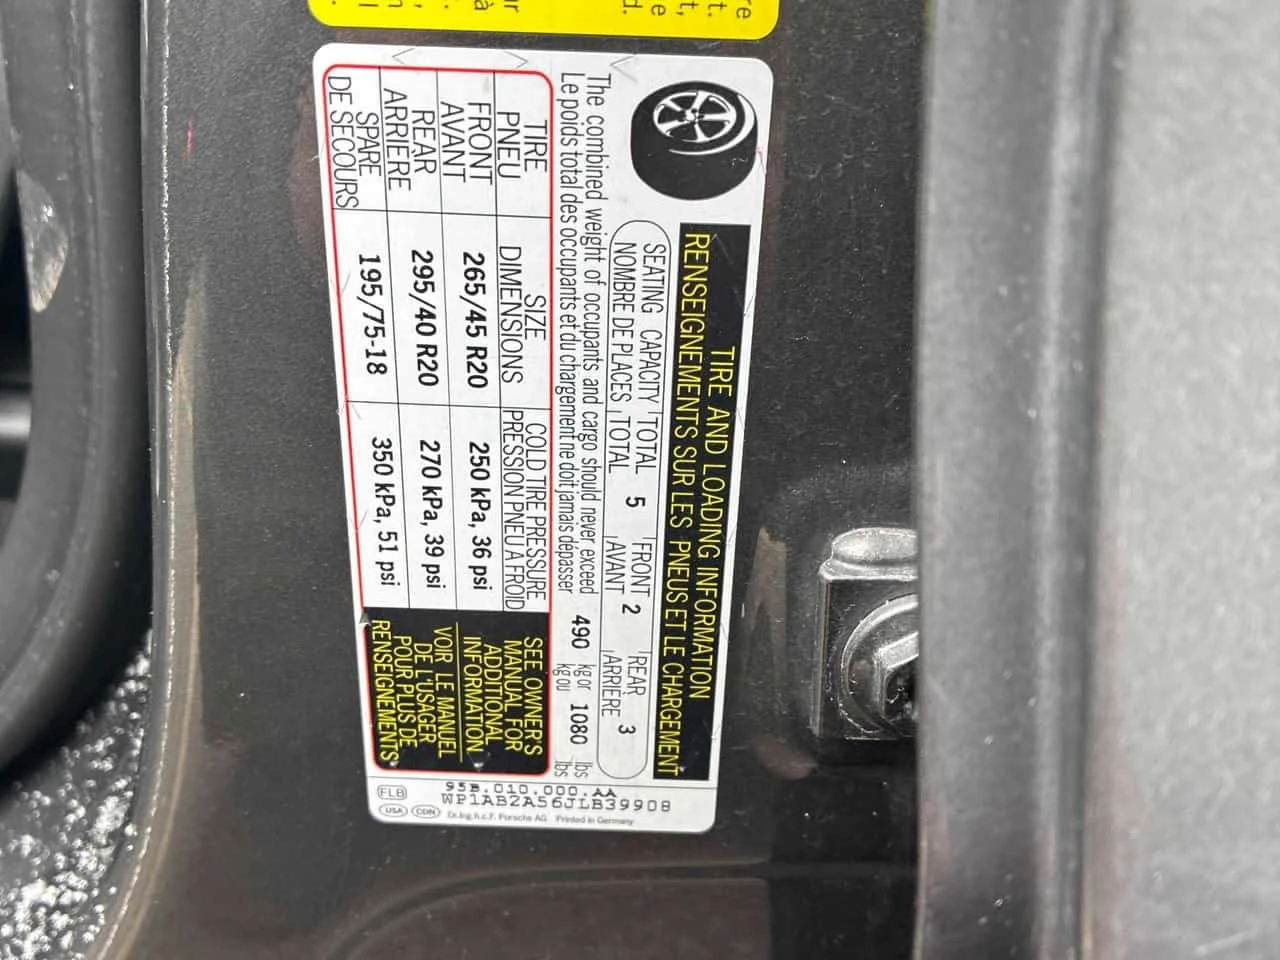 TIRE AND LOADING INFORMATION
RENSEIGNEMENTS SUR LES PNEUS ET LE CHARGEMENT
SEATING CAPACITY TOTAL 5 FRONT 2 REAR 3
NOMBRE DE PLACES TOTAL AVANT ARRIÈRE
The combined weight of occupants and cargo should never exceed 490 kg or 1080 lbs
Le poids total des occupants et du chargement ne doit jamais dépasser kg ou lbs
TIRE SIZE COLD TIRE PRESSURE
PNEU DIMENSIONS PRESSION PNEU A FROID
FRONT
AVANT 265/45 R20 250 kPa, 36 psi
REAR
ARRIERE 295/40 R20 270 kPa, 39 psi
SPARE
DE SECOURS 195/75-18 350 kPa, 51 psi
SEE OWNER'S
MANUAL FOR
ADDITIONAL
INFORMATION
VOIR LE MANUEL
DE L'USAGER
POUR PLUS DE
RENSEIGNEMENTS
95B.010.000.AA
WP1AB2A56JLB39908
FLB
USA CDN Dr.Ing.h.c.F. Porsche AG Printed in Germany